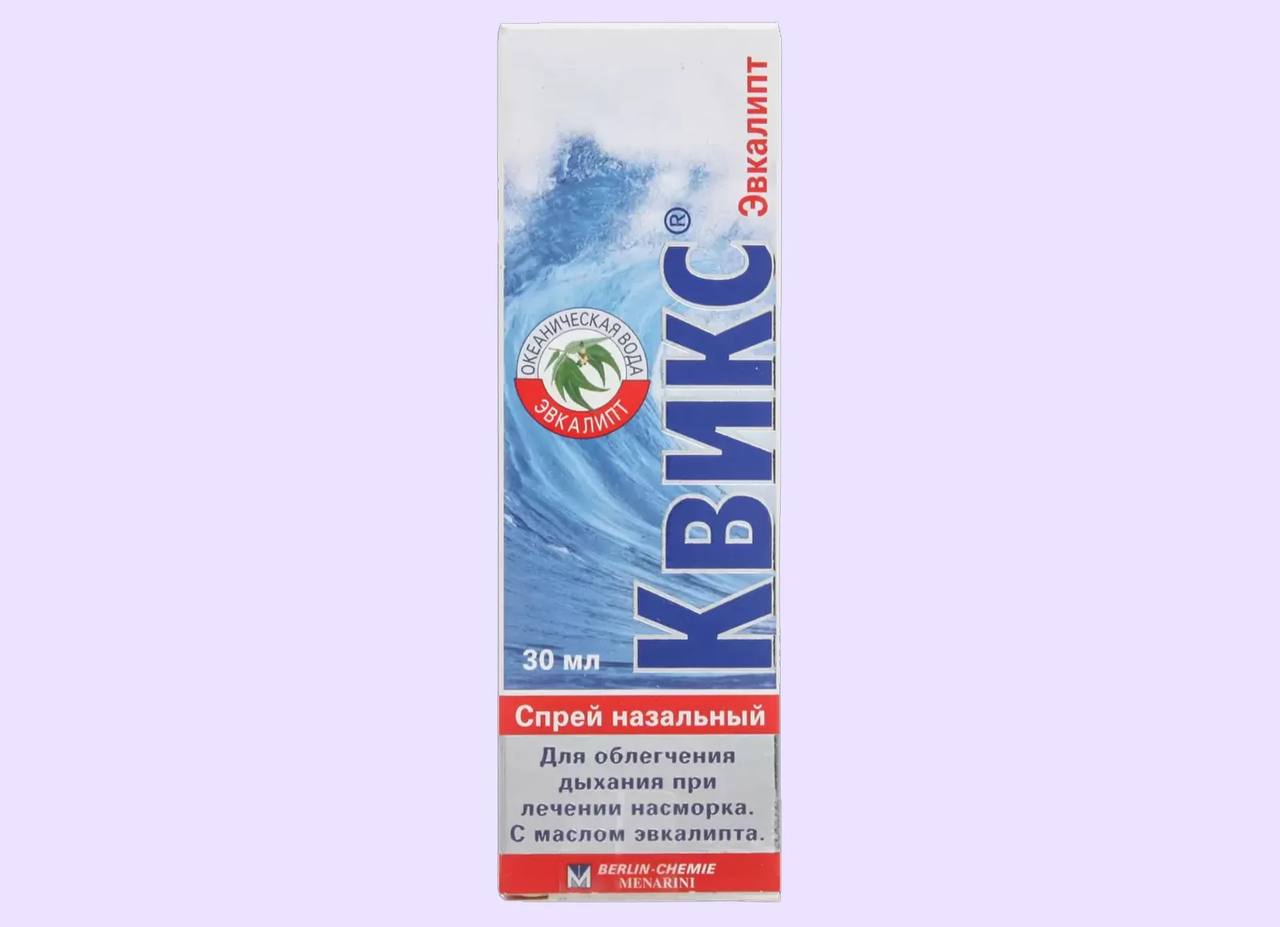 Эвкалипт
КВИКС®
ОКЕАНИЧЕСКАЯ ВОДА
ЭВКАЛИПТ
30 мл
Спрей назальный
Для облегчения
дыхания при
лечении насморка.
С маслом эвкалипта.
BERLIN-CHEMIE
MENARINI